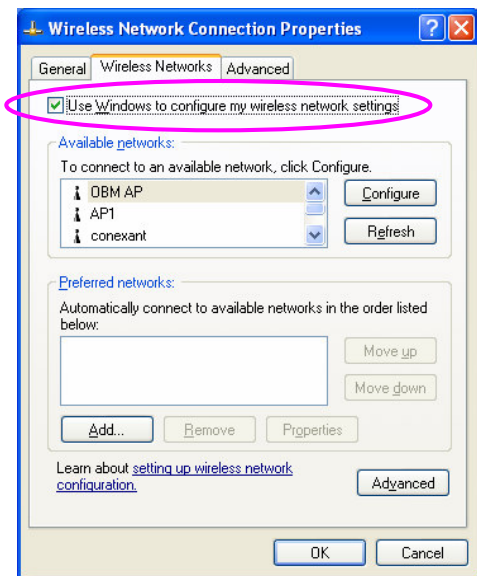 Wireless Network Connection Properties
General Wireless Networks Advanced
Use Windows to configure my wireless network settings
Available networks:
To connect to an available network, click Configure.
OBM AP
AP1
conexant
Configure
Refresh
Preferred networks:
Automatically connect to available networks in the order listed
below:
Move up
Move down
Add... Remove Properties
Learn about setting up wireless network
configuration.
Advanced
OK Cancel